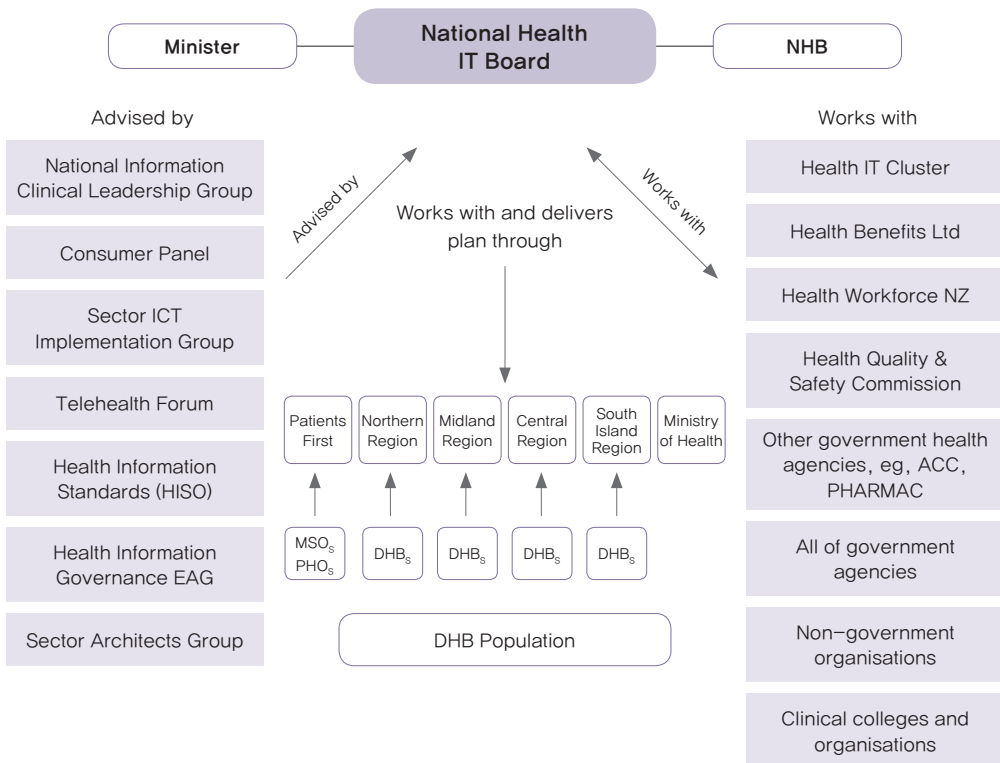 Minister
National Health
IT Board
NHB
Advised by
National Information
Clinical Leadership Group
Consumer Panel
Sector ICT
Implementation Group
Telehealth Forum
Health Information
Standards (HISO)
Health Information
Governance EAG
Sector Architects Group
Advised by
Works with and delivers
plan through
Works with
Patients
First
Northern
Region
Midland
Region
Central
Region
South
Island
Region
Ministry
of Health
MSOs
PHOs
DHBs
DHBs
DHBs
DHBs
DHB Population
Works with
Health IT Cluster
Health Benefits Ltd
Health Workforce NZ
Health Quality &
Safety Commission
Other government health
agencies, eg, ACC,
PHARMAC
All of government
agencies
Non-government
organisations
Clinical colleges and
organisations